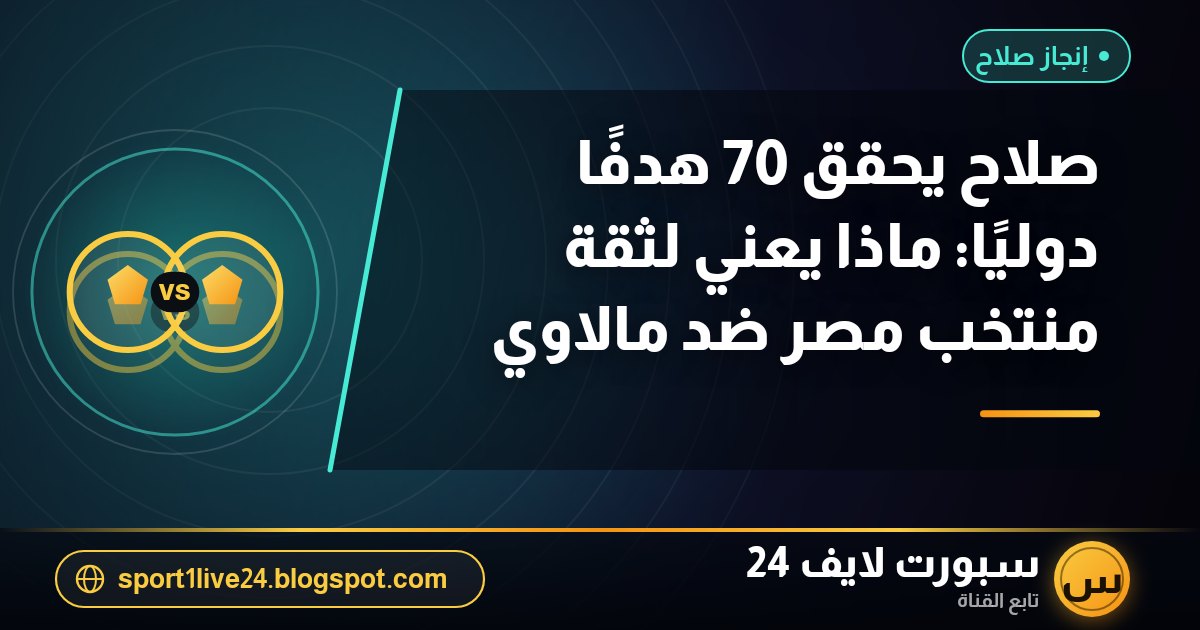 إنجاز صلاح
صلاح يحقق 70 هدفًا
دوليًا: ماذا يعني لثقة
منتخب مصر ضد مالاوي
VS
سبورت لايف 24
تابع القناة
س
sport1live24.blogspot.com